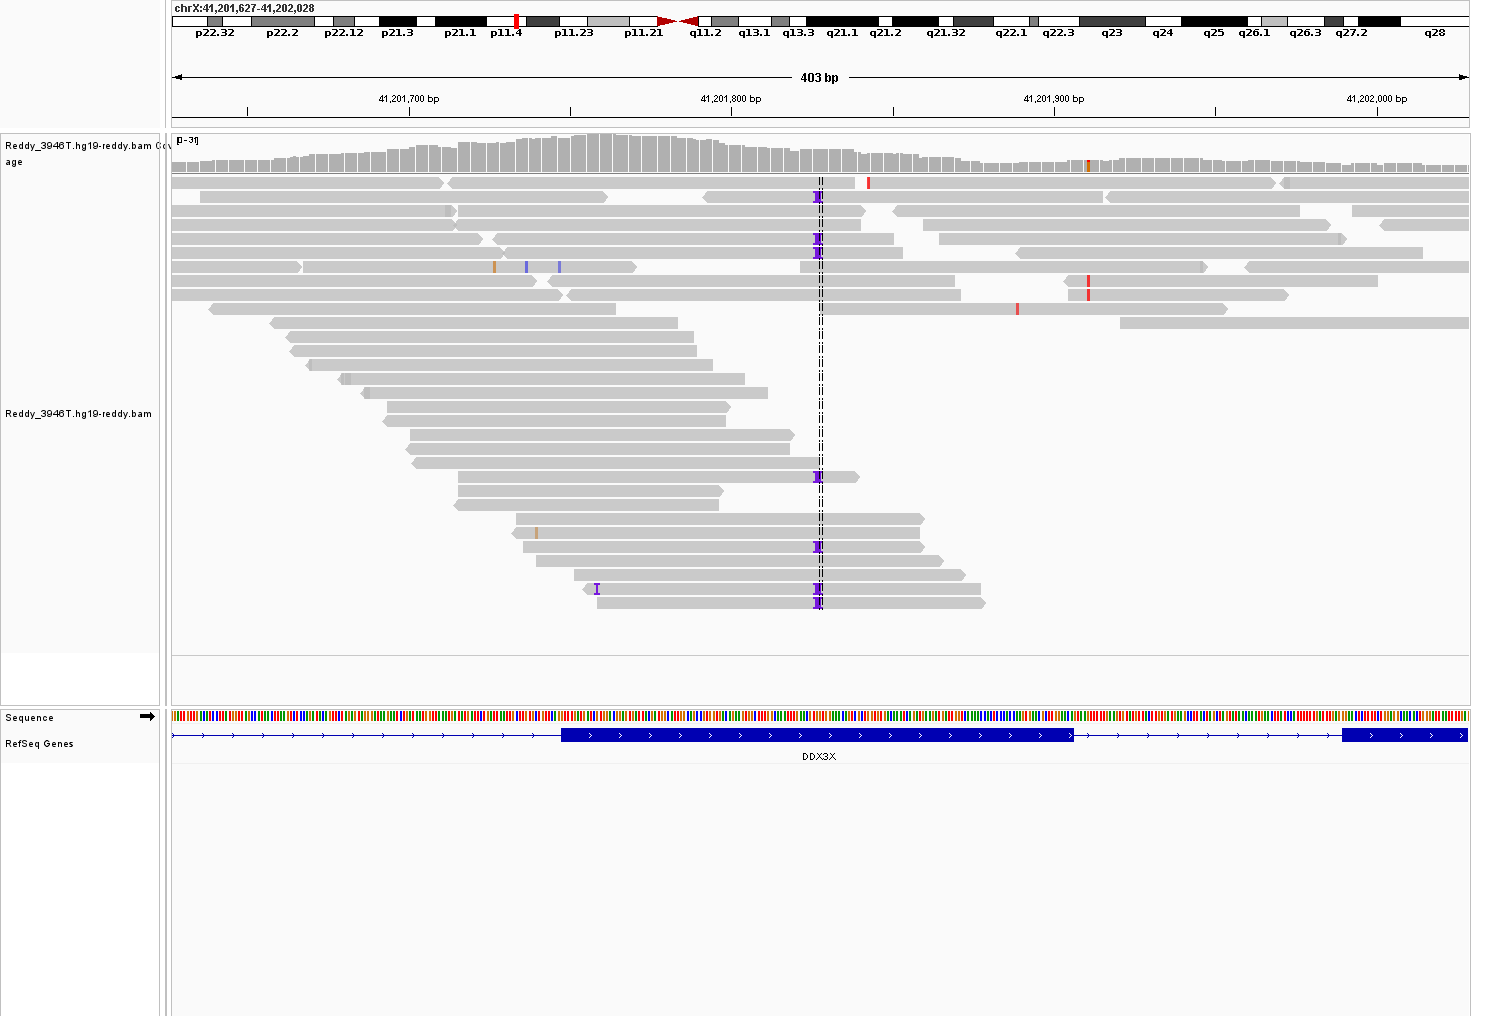 chrX:41,201,627-41,202,028
p22.32 p22.2 p22.12 p21.3 p21.1 p11.4 p11.23 p11.21 q11.2 q13.1 q13.3 q21.1 q21.2 q21.32 q22.1 q22.3 q23 q24 q25 q26.1 q26.3 q27.2 q28
403 bp
41,201,700 bp 41,201,800 bp 41,201,900 bp 41,202,000 bp
Reddy_3946T.hg19-reddy.bam Cov
age
[0-31]
Reddy_3946T.hg19-reddy.bam
Sequence
RefSeq Genes
DDX3X